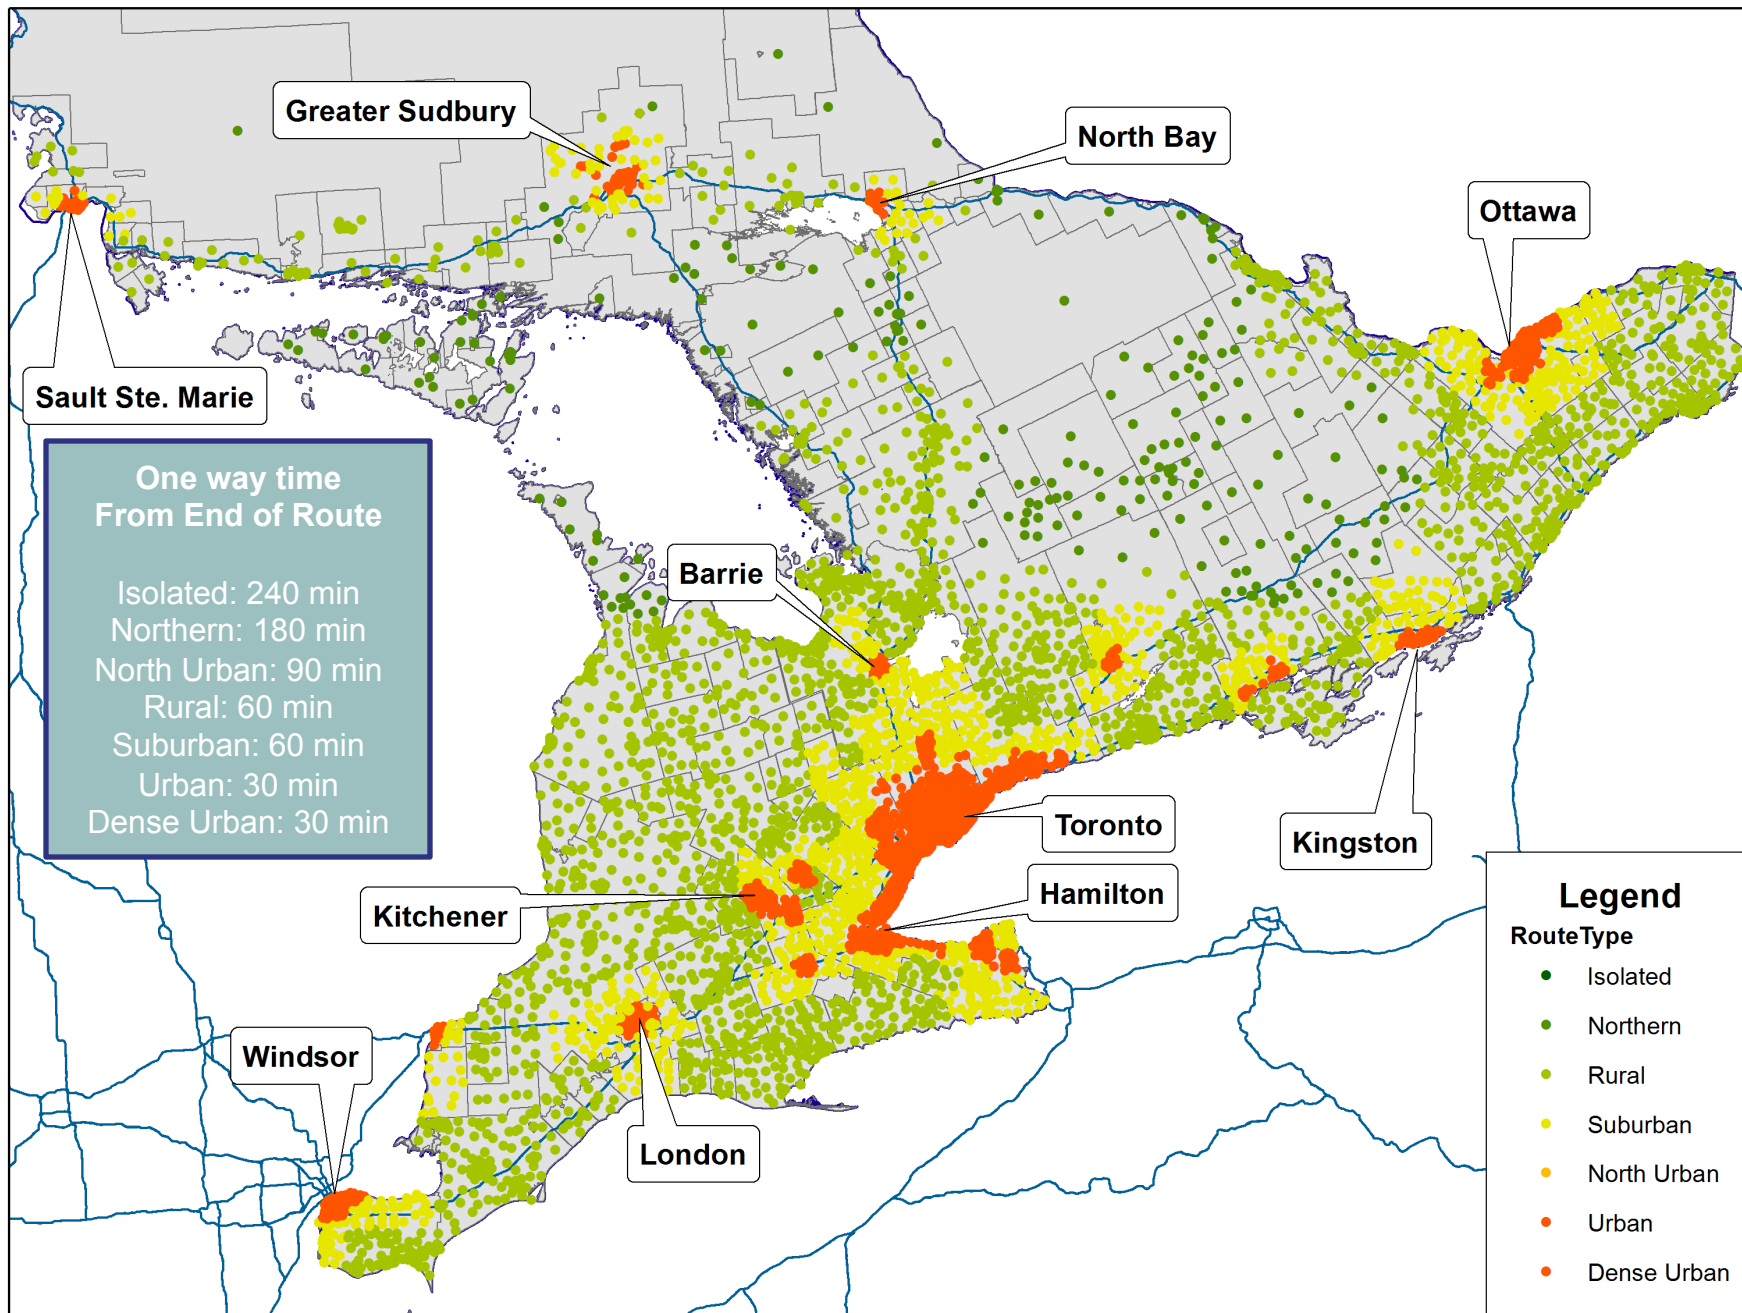 Greater Sudbury
North Bay
Ottawa
Sault Ste. Marie
One way time
From End of Route
Isolated: 240 min
Northern: 180 min
North Urban: 90 min
Rural: 60 min
Suburban: 60 min
Urban: 30 min
Dense Urban: 30 min
Barrie
Toronto
Kingston
Hamilton
Kitchener
Windsor
London
Legend
RouteType
Isolated
Northern
Rural
Suburban
North Urban
Urban
Dense Urban